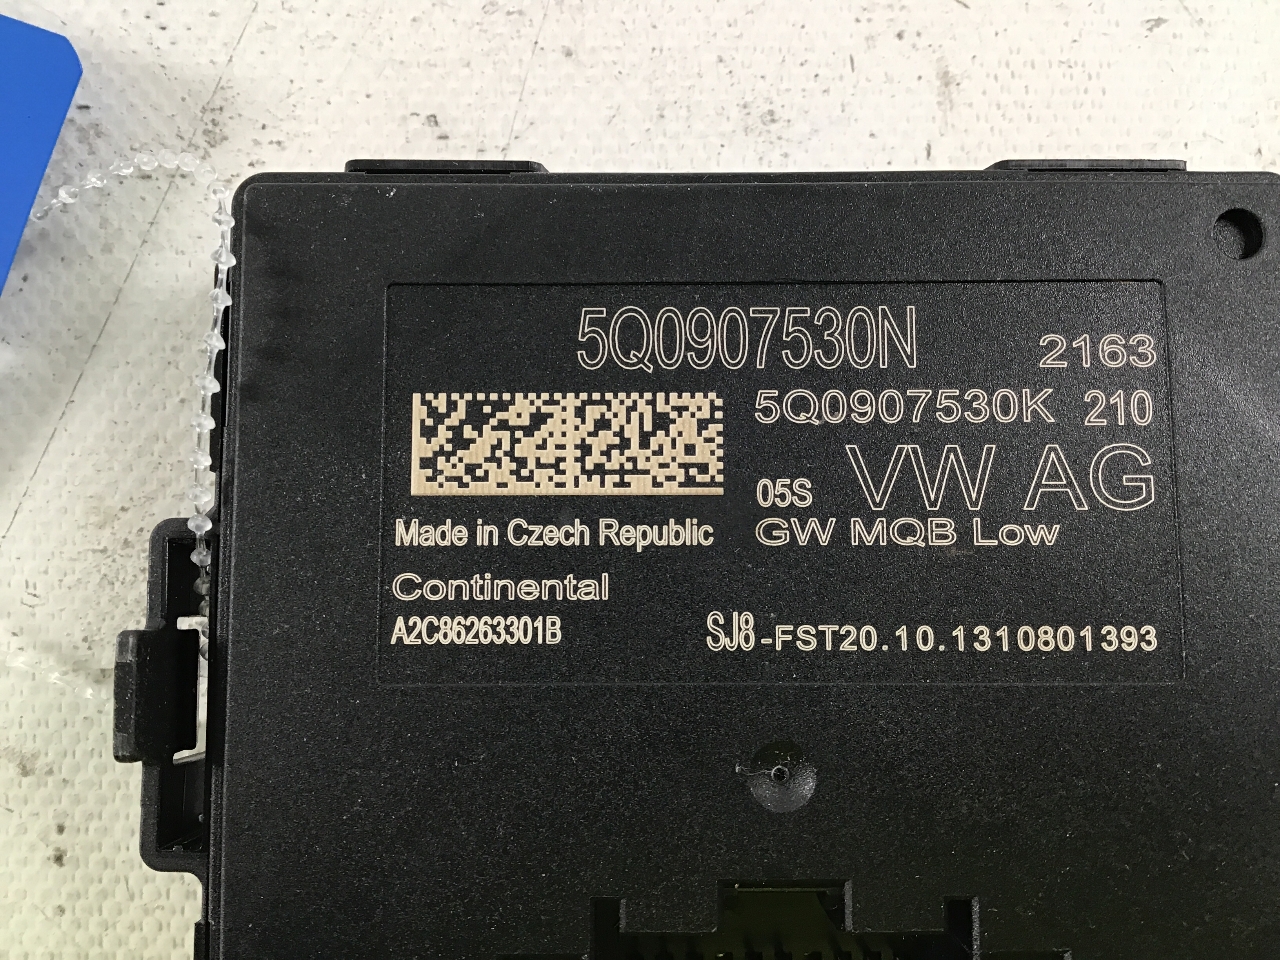 5Q0907530N 2163
5Q0907530K 210
05S VW AG
Made in Czech Republic GW MQB Low
Continental
A2C86263301B SJ8-FST20.10.1310801393